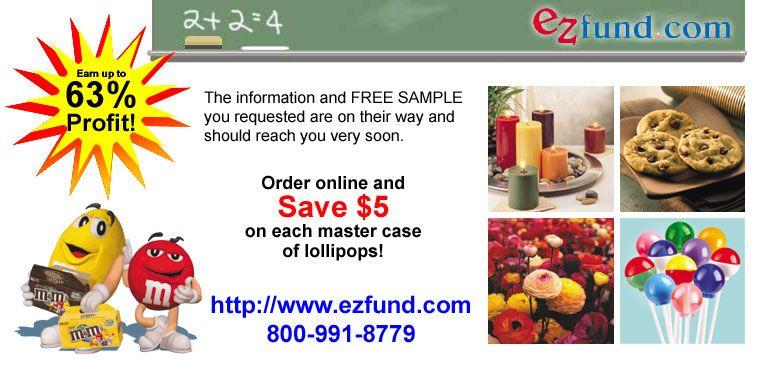 2+2=4
ezfund.com
Earn up to
63%
Profit!
The information and FREE SAMPLE
you requested are on their way and
should reach you very soon.
Order online and
Save $5
on each master case
of lollipops!
http://www.ezfund.com
800-991-8779
m
m&m's
m&m's